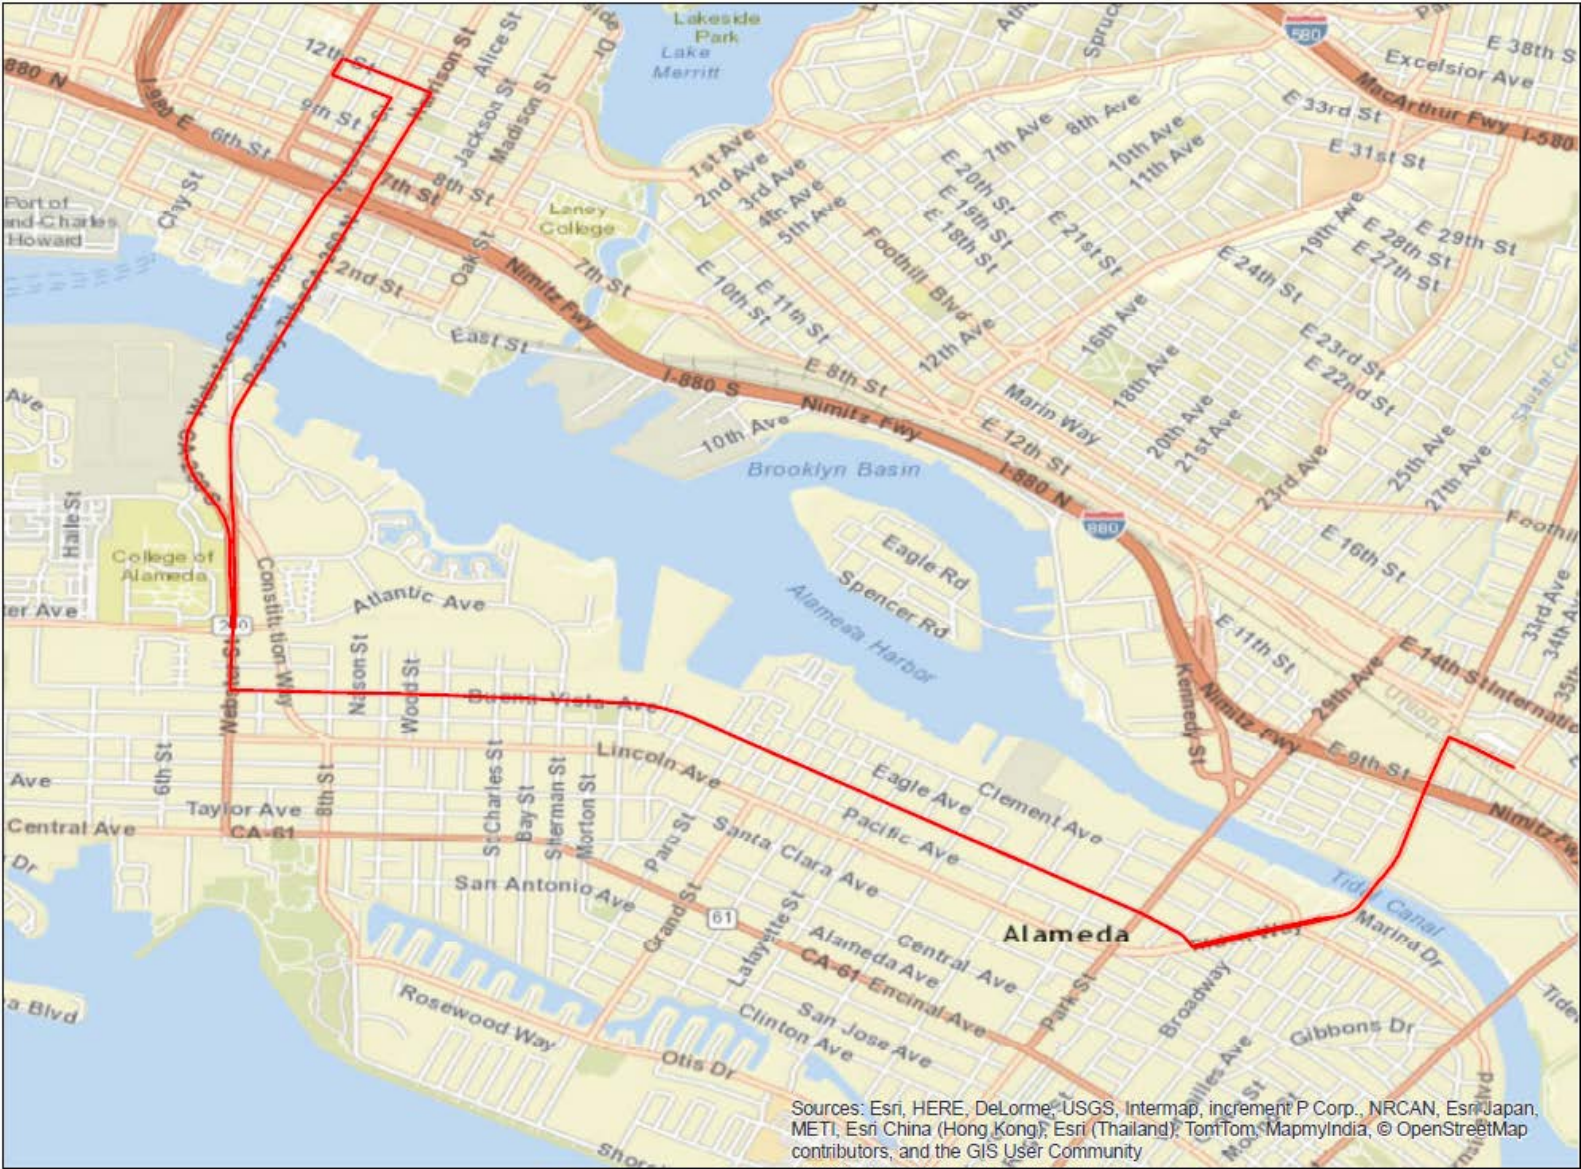 Lakeside
Park
Lake
Merritt
580
E 38th S
Excelsior Ave
MacArthur Fwy
I-580
E 33rd St
E 31st St
12th St
Harrison St
Alice St
880 N
I-980 E
9th St
6th St
Jackson St
Madison St
7th St
8th St
Clay St
Port of
and-Charles
Howard
Laney
College
2nd St
Oak St
7th St
Nimitz Fwy
East St
1st Ave
2nd Ave
3rd Ave
4th Ave
5th Ave
7th Ave
8th Ave
10th Ave
11th Ave
E 20th St
E 19th St
E 18th St
E 21st St
Foothill Blvd
19th Ave
E 29th St
E 28th St
E 27th St
E 24th St
E 10th St
E 11th St
12th Ave
16th Ave
18th Ave
E 23rd St
E 22nd St
E 8th St
I-880 S
Nimitz Fwy
10th Ave
Marin Way
E 12th St
20th Ave
21st Ave
Brooklyn Basin
I-880 N
23rd Ave
25th Ave
27th Ave
880
Foothill
E 16th St
Ave
Haile St
College of
Alameda
ter Ave
Constitution Way
Atlantic Ave
Eagle Rd
Spencer Rd
Alameda Harbor
33rd Ave
34th Ave
35th
E 11th St
E 14th St
Internatio
29th Ave
Union
Kennedy St
Nimitz Fwy
E 9th St
Nimitz Fwy
Nason St
Wood St
Buena Vista Ave
Lincoln Ave
6th St
8th St
Ave
Taylor Ave
Central Ave
CA-61
Dr
S Charles St
Bay St
Sherman St
Morton St
Paru St
Eagle Ave
Clement Ave
Pacific Ave
Santa Clara Ave
San Antonio Ave
Grand St
61
Lafayette St
Alameda
Alameda Ave
Central Ave
CA-61 Encinal Ave
Tidal Canal
Marina Dr
Broadway
Park St
Gibbons Dr
a Blvd
Rosewood Way
Otis Dr
Clinton Ave
San Jose Ave
Sources: Esri, HERE, DeLorme, USGS, Intermap, increment P Corp., NRCAN, Esri Japan,
METI, Esri China (Hong Kong), Esri (Thailand), TomTom, MapmyIndia, © OpenStreetMap
contributors, and the GIS User Community